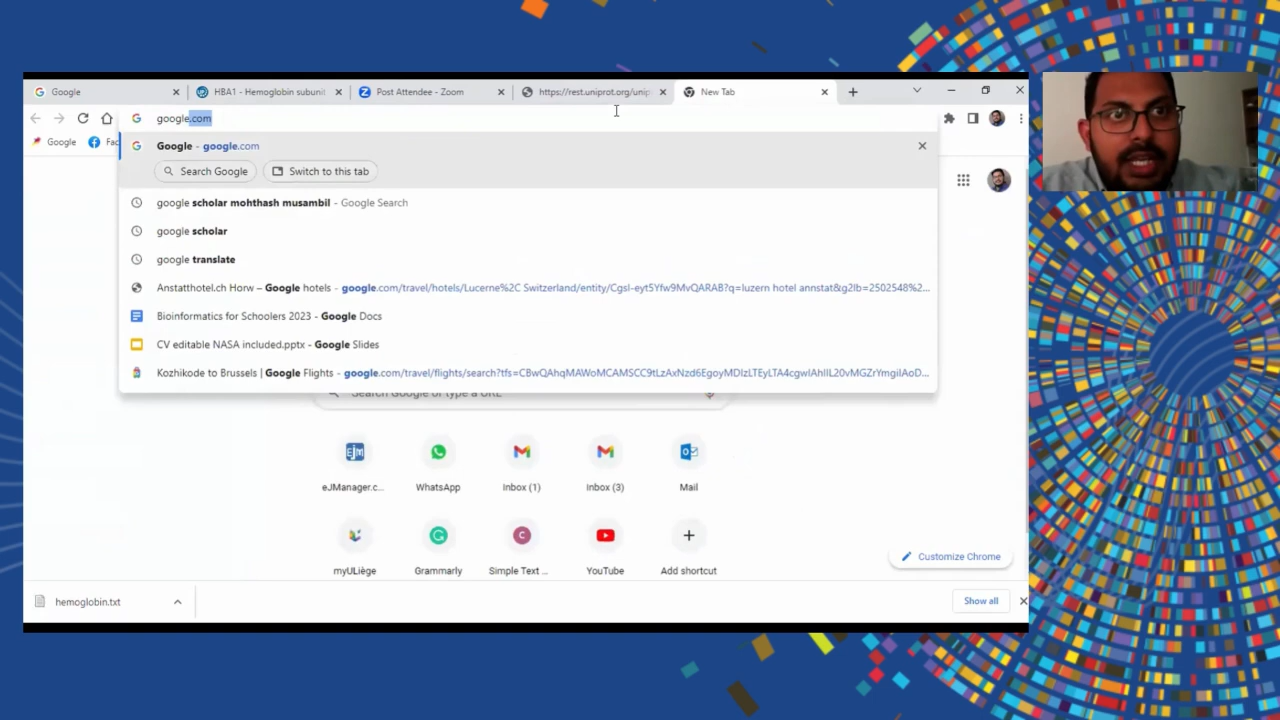 Google
HBA1 - Hemoglobin subunit
Post Attendee - Zoom
https://rest.uniprot.org/unip
New Tab
google.com
Google
Fac
Google - google.com
Search Google
Switch to this tab
google scholar mohthash musambil - Google Search
google scholar
google translate
Anstatthotel.ch Horw – Google hotels - google.com/travel/hotels/Lucerne%2C Switzerland/entity/CgsI-eyt5Yfw9MvQARAB?q=luzern hotel annstat&g2lb=2502548%2...
Bioinformatics for Schoolers 2023 - Google Docs
CV editable NASA included.pptx - Google Slides
Kozhikode to Brussels | Google Flights -
Search Google or type a URL
eJManager.c...
WhatsApp
Inbox (1)
Inbox (3)
Mail
myULiège
Grammarly
Simple Text ...
YouTube
Add shortcut
Customize Chrome
hemoglobin.txt
Show all